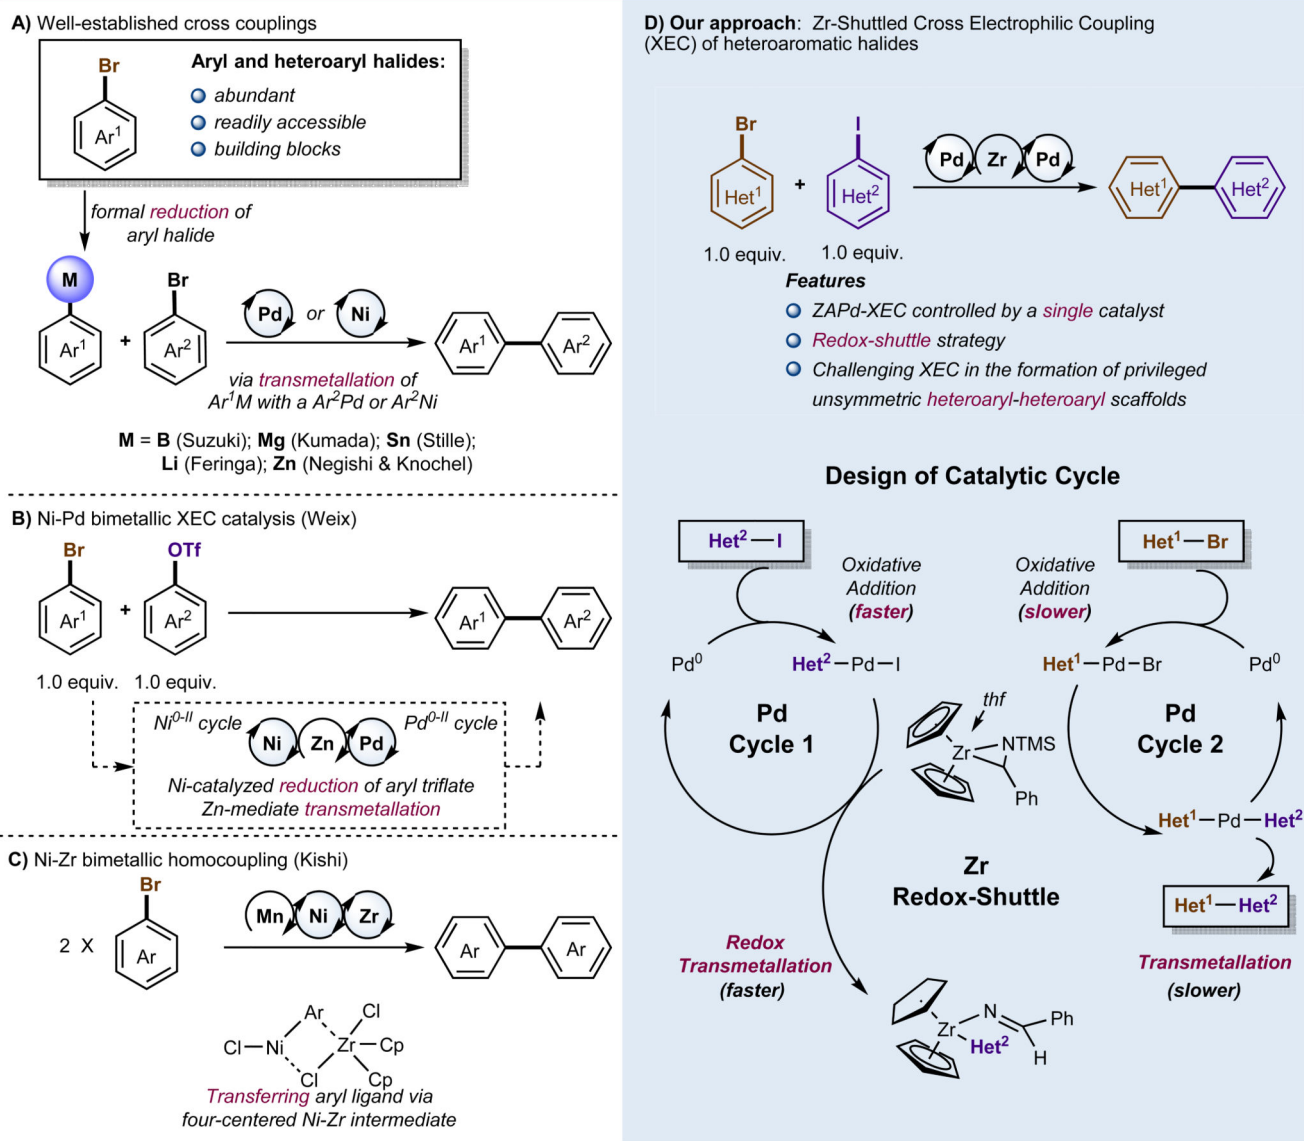 A) Well-established cross couplings
Br
Ar¹
Aryl and heteroaryl halides:
abundant
readily accessible
building blocks
formal reduction of
aryl halide
M
Ar¹
+
Br
Ar²
Pd or Ni
Ar¹ Ar²
via transmetallation of
Ar¹M with a Ar²Pd or Ar²Ni
M = B (Suzuki); Mg (Kumada); Sn (Stille);
Li (Feringa); Zn (Negishi & Knochel)
B) Ni-Pd bimetallic XEC catalysis (Weix)
Br
Ar¹
+
OTf
Ar²
Ar¹ Ar²
1.0 equiv. 1.0 equiv.
Ni⁰⁻ᴵᴵ cycle
Ni Zn Pd
Pd⁰⁻ᴵᴵ cycle
Ni-catalyzed reduction of aryl triflate
Zn-mediate transmetallation
C) Ni-Zr bimetallic homocoupling (Kishi)
2 X
Br
Ar
Mn Ni Zr
Ar Ar
Ar Cl
Cl—Ni Zr—Cp
Cl Cp
Transferring aryl ligand via
four-centered Ni-Zr intermediate
D) Our approach: Zr-Shuttled Cross Electrophilic Coupling
(XEC) of heteroaromatic halides
Br
Het¹
+
I
Het²
Pd Zr Pd
Het¹ Het²
1.0 equiv. 1.0 equiv.
Features
ZAPd-XEC controlled by a single catalyst
Redox-shuttle strategy
Challenging XEC in the formation of privileged
unsymmetric heteroaryl-heteroaryl scaffolds
Design of Catalytic Cycle
Het²—I
Oxidative
Addition
(faster)
Oxidative
Addition
(slower)
Het¹—Br
Pd⁰
Het²—Pd—I
Het¹—Pd—Br
Pd⁰
Pd
Cycle 1
thf
Zr
NTMS
Ph
Pd
Cycle 2
Het¹—Pd—Het²
Het¹—Het²
Zr
Redox-Shuttle
Redox
Transmetallation
(faster)
Transmetallation
(slower)
Zr
N
Ph
Het²
H